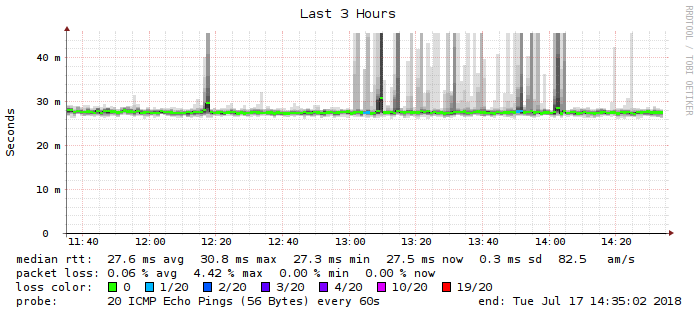 Last 3 Hours
RRDTOOL / TOBI OETIKER
Seconds
40 m
30 m
20 m
10 m
0
11:40 12:00 12:20 12:40 13:00 13:20 13:40 14:00 14:20
median rtt: 27.6 ms avg 30.8 ms max 27.3 ms min 27.5 ms now 0.3 ms sd 82.5 am/s
packet loss: 0.06 % avg 4.42 % max 0.00 % min 0.00 % now
loss color: 0 1/20 2/20 3/20 4/20 10/20 19/20
probe: 20 ICMP Echo Pings (56 Bytes) every 60s end: Tue Jul 17 14:35:02 2018